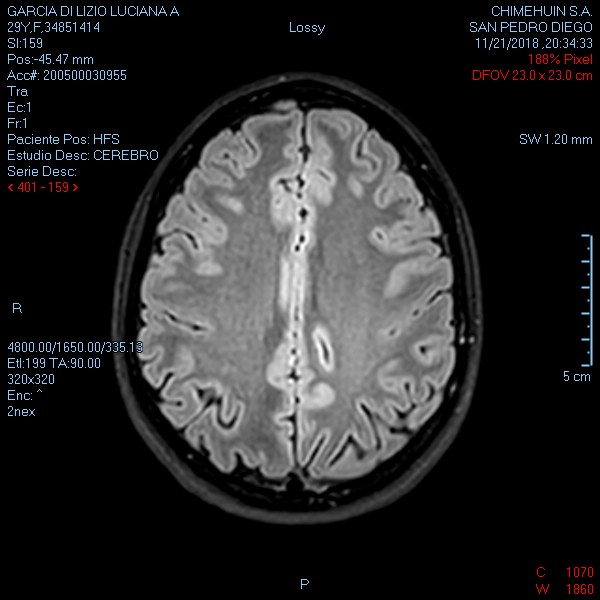 GARCIA DI LIZIO LUCIANA A
29Y,F,34851414
Sl:159
Pos:-45.47 mm
Acc#: 200500030955
Tra
Ec:1
Fr:1
Paciente Pos: HFS
Estudio Desc: CEREBRO
Serie Desc:
< 401 - 159 >
Lossy
CHIMEHUIN S.A.
SAN PEDRO DIEGO
11/21/2018 ,20:34:33
188% Pixel
DFOV 23.0 x 23.0 cm
SW 1.20 mm
R
4800.00/1650.00/335.13
Etl:199 TA:90.00
320x320
Enc: ^
2nex
5 cm
P
C 1070
W 1860